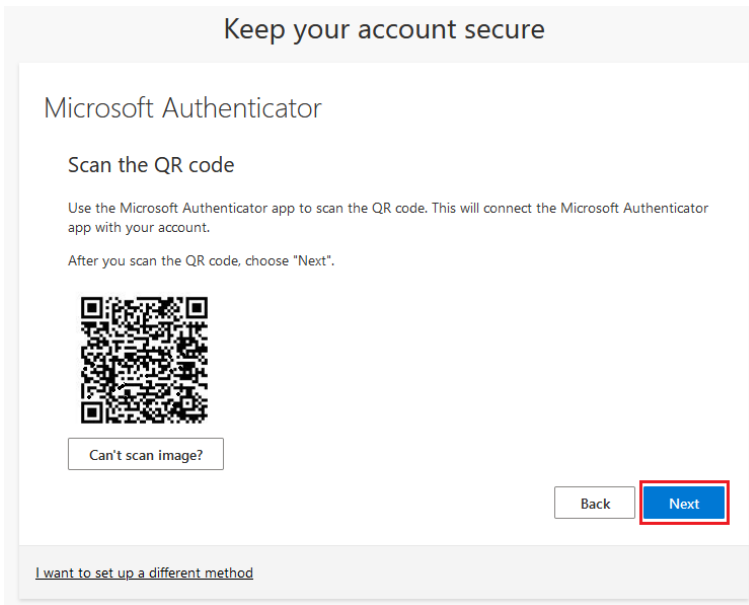 Keep your account secure
Microsoft Authenticator
Scan the QR code
Use the Microsoft Authenticator app to scan the QR code. This will connect the Microsoft Authenticator
app with your account.
After you scan the QR code, choose "Next".
Can't scan image?
Back
Next
I want to set up a different method